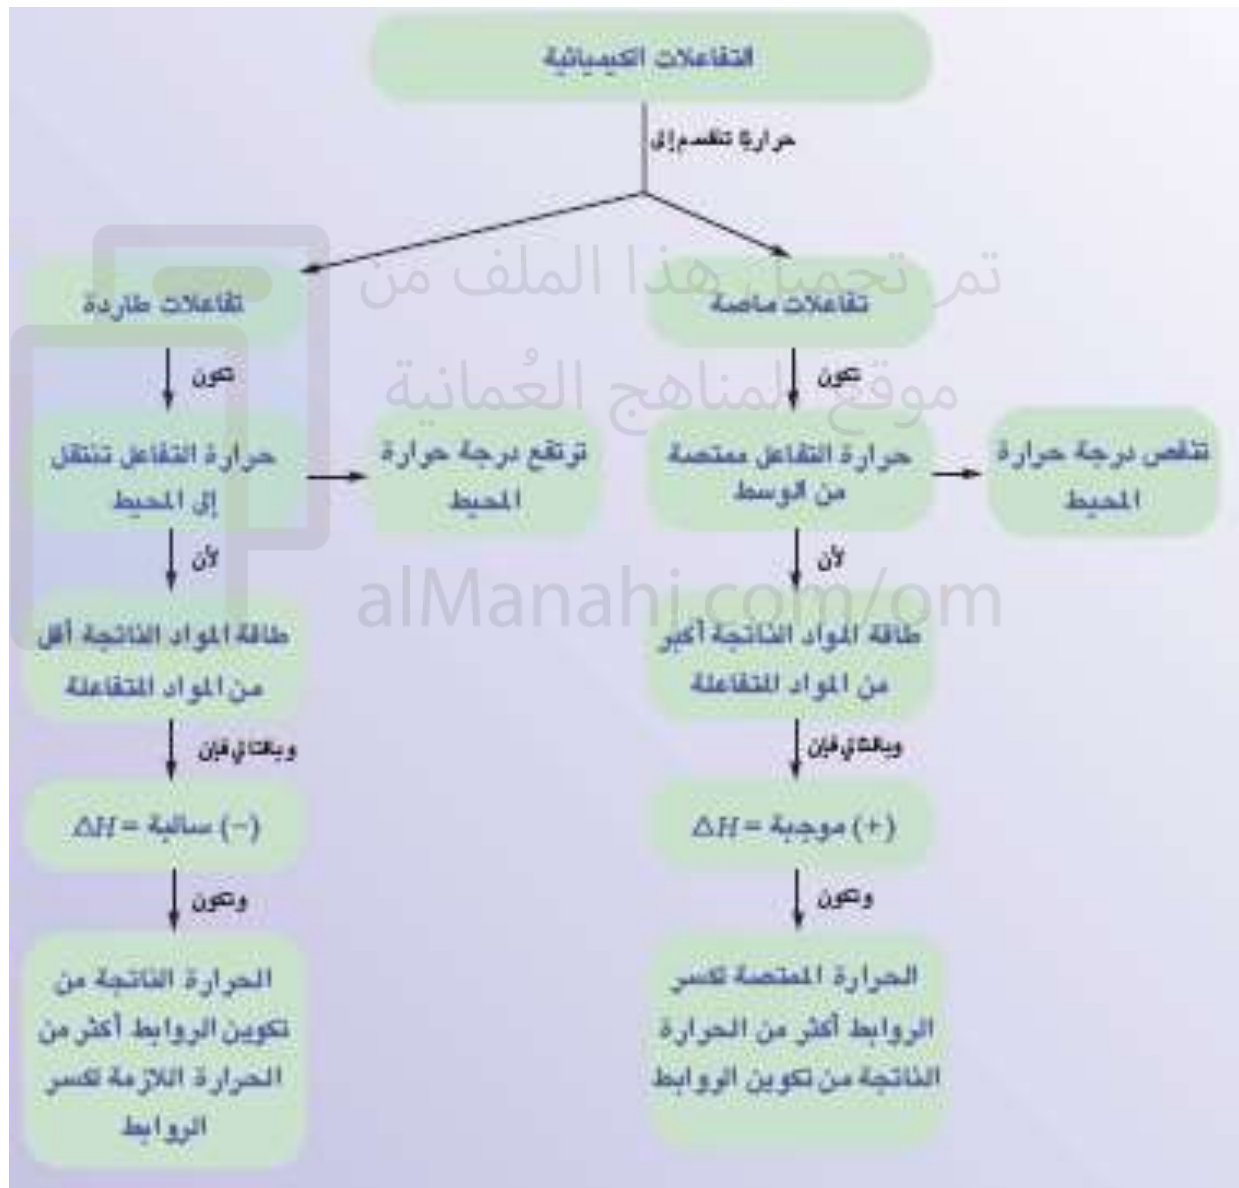 التفاعلات الكيميائية
حراريًا تنقسم إلى
تفاعلات ماصة
تكون
حرارة التفاعل ممتصة
من الوسط
تنقص درجة حرارة
المحيط
لأن
طاقة المواد الناتجة أكبر
من المواد المتفاعلة
وبالتالي فإن
ΔH = موجبة (+)
وتكون
الحرارة الممتصة لكسر
الروابط أكثر من الحرارة
الناتجة من تكوين الروابط
تفاعلات طاردة
تكون
حرارة التفاعل تنتقل
إلى المحيط
ترتفع درجة حرارة
المحيط
لأن
طاقة المواد الناتجة أقل
من المواد المتفاعلة
وبالتالي فإن
ΔH = سالبة (−)
وتكون
الحرارة الناتجة من
تكوين الروابط أكثر من
الحرارة اللازمة لكسر
الروابط
تم تحميل هذا الملف من
موقع المناهج العُمانية
alManahj.com/om